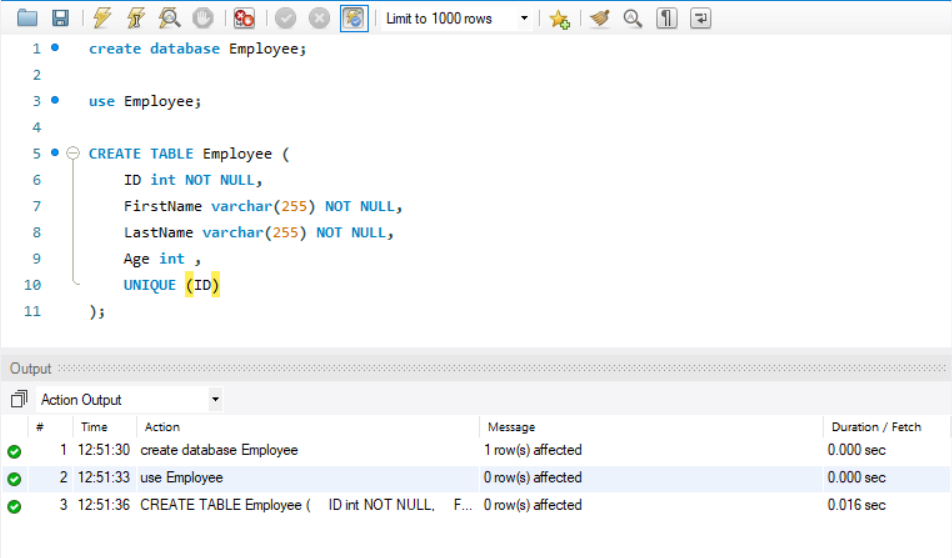 Limit to 1000 rows
1 create database Employee;
2
3 use Employee;
4
5 CREATE TABLE Employee (
6 ID int NOT NULL,
7 FirstName varchar(255) NOT NULL,
8 LastName varchar(255) NOT NULL,
9 Age int ,
10 UNIQUE (ID)
11 );
Output
Action Output
# Time Action Message Duration / Fetch
1 12:51:30 create database Employee 1 row(s) affected 0.000 sec
2 12:51:33 use Employee 0 row(s) affected 0.000 sec
3 12:51:36 CREATE TABLE Employee ( ID int NOT NULL, F... 0 row(s) affected 0.016 sec